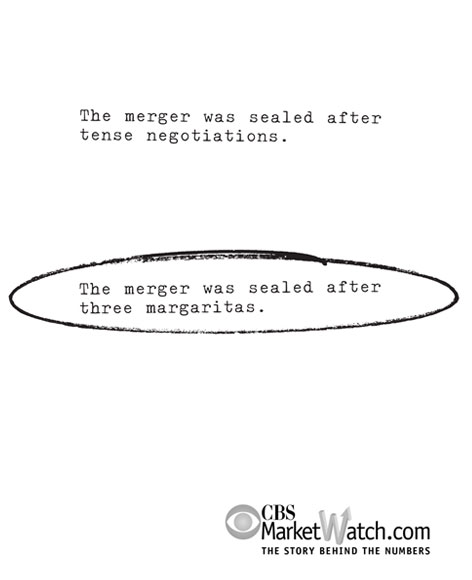 The merger was sealed after
tense negotiations.
The merger was sealed after
three margaritas.
CBS
MarketWatch.com
THE STORY BEHIND THE NUMBERS